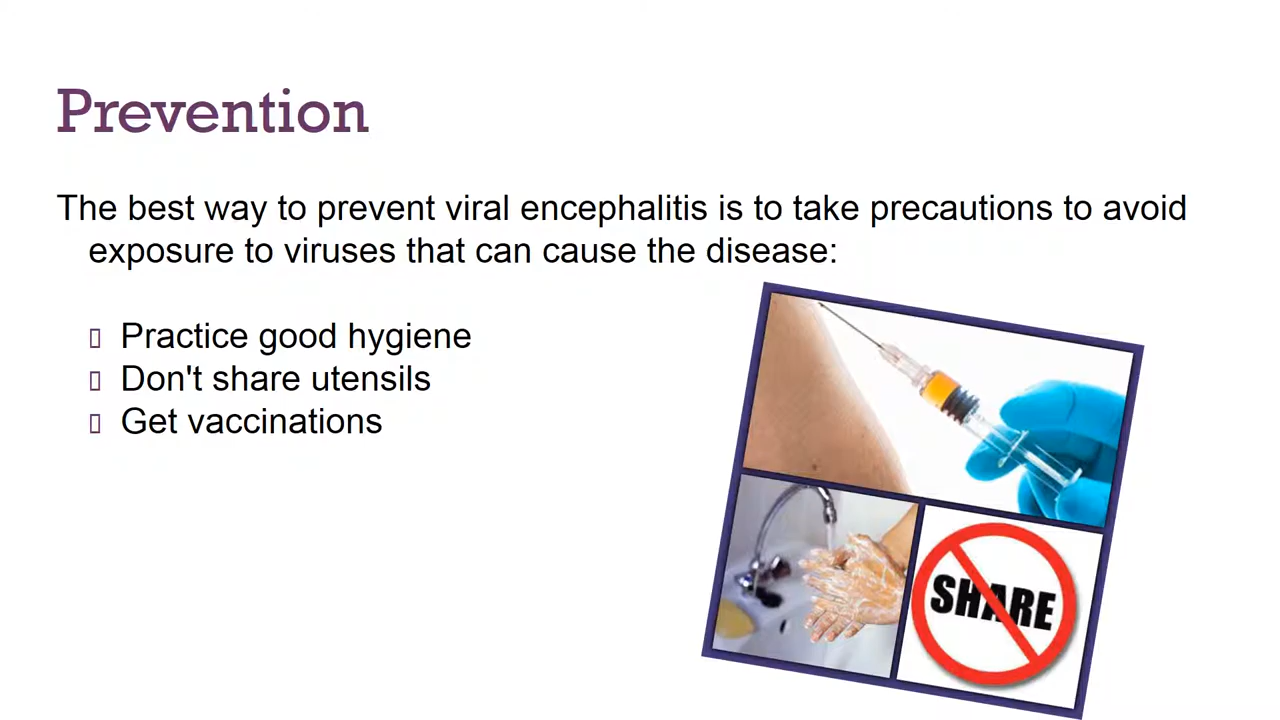 Prevention
The best way to prevent viral encephalitis is to take precautions to avoid
exposure to viruses that can cause the disease:
Practice good hygiene
Don't share utensils
Get vaccinations
SHARE